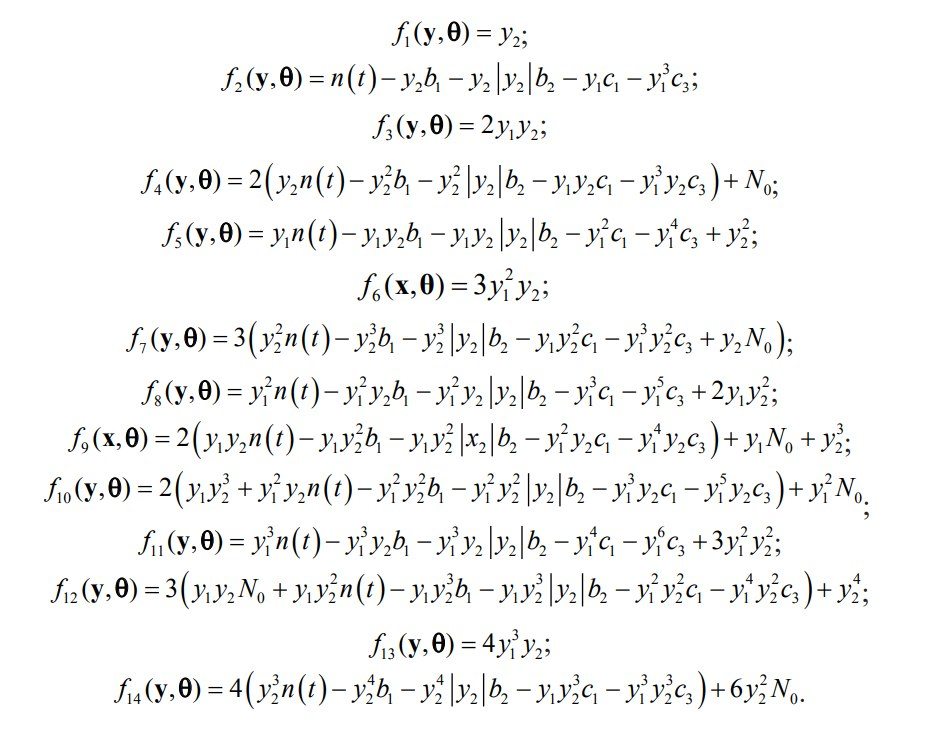 f₁(y,θ) = y₂;
f₂(y,θ) = n(t) − y₂b₁ − y₂|y₂|b₂ − y₁c₁ − y₁³c₃;
f₃(y,θ) = 2y₁y₂;
f₄(y,θ) = 2(y₂n(t) − y₂²b₁ − y₂²|y₂|b₂ − y₁y₂c₁ − y₁³y₂c₃) + N₀;
f₅(y,θ) = y₁n(t) − y₁y₂b₁ − y₁y₂|y₂|b₂ − y₁²c₁ − y₁⁴c₃ + y₂²;
f₆(x,θ) = 3y₁²y₂;
f₇(y,θ) = 3(y₂²n(t) − y₂³b₁ − y₂³|y₂|b₂ − y₁y₂²c₁ − y₁³y₂²c₃ + y₂N₀);
f₈(y,θ) = y₁²n(t) − y₁²y₂b₁ − y₁²y₂|y₂|b₂ − y₁³c₁ − y₁⁵c₃ + 2y₁y₂²;
f₉(x,θ) = 2(y₁y₂n(t) − y₁y₂²b₁ − y₁y₂²|x₂|b₂ − y₁²y₂c₁ − y₁⁴y₂c₃) + y₁N₀ + y₂³;
f₁₀(y,θ) = 2(y₁y₂³ + y₁²y₂n(t) − y₁²y₂²b₁ − y₁²y₂²|y₂|b₂ − y₁³y₂c₁ − y₁⁵y₂c₃) + y₁²N₀;
f₁₁(y,θ) = y₁³n(t) − y₁³y₂b₁ − y₁³y₂|y₂|b₂ − y₁⁴c₁ − y₁⁶c₃ + 3y₁²y₂²;
f₁₂(y,θ) = 3(y₁y₂N₀ + y₁y₂²n(t) − y₁y₂³b₁ − y₁y₂³|y₂|b₂ − y₁²y₂²c₁ − y₁⁴y₂²c₃) + y₂⁴;
f₁₃(y,θ) = 4y₁³y₂;
f₁₄(y,θ) = 4(y₂³n(t) − y₂⁴b₁ − y₂⁴|y₂|b₂ − y₁y₂³c₁ − y₁³y₂³c₃) + 6y₂²N₀.